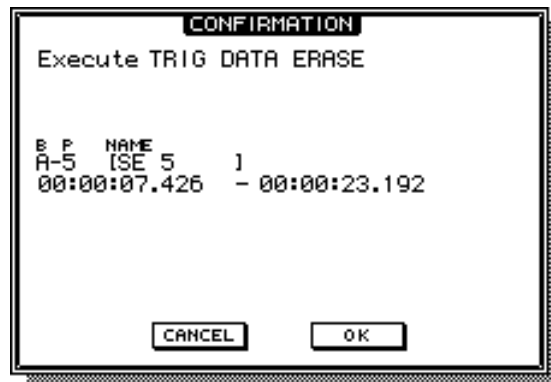 CONFIRMATION
Execute TRIG DATA ERASE
B P NAME
A-5 [SE 5 ]
00:00:07.426 - 00:00:23.192
CANCEL OK